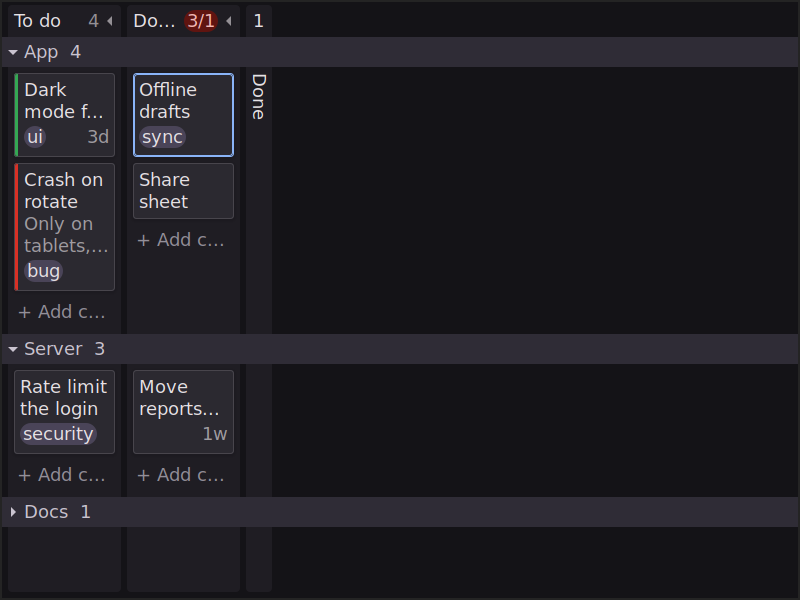 To do 4
Do… 3/1
1
App 4
Dark
mode f…
ui 3d
Crash on
rotate
Only on
tablets,…
bug
+ Add c…
Offline
drafts
sync
Share
sheet
+ Add c…
Done
Server 3
Rate limit
the login
security
+ Add c…
Move
reports…
1w
+ Add c…
Docs 1